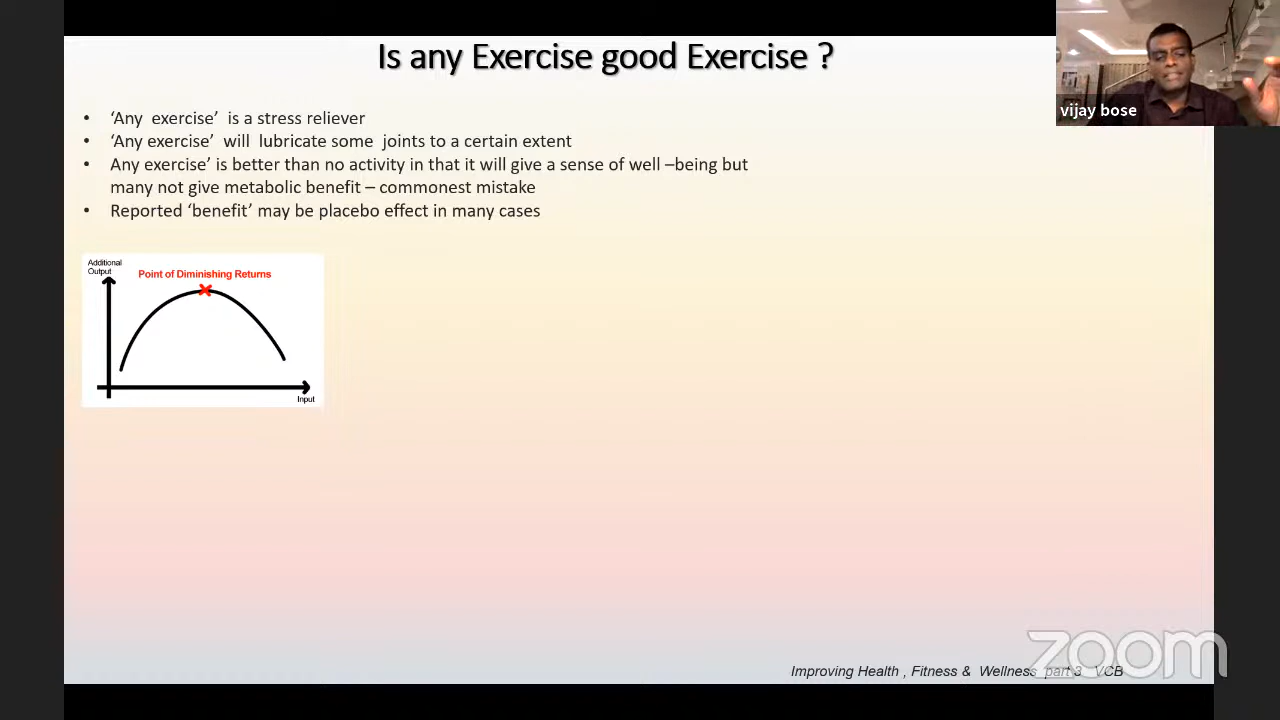 Is any Exercise good Exercise ?
vijay bose
• ‘Any exercise’ is a stress reliever
• ‘Any exercise’ will lubricate some joints to a certain extent
• Any exercise’ is better than no activity in that it will give a sense of well –being but
many not give metabolic benefit – commonest mistake
• Reported ‘benefit’ may be placebo effect in many cases
Additional
Output
Point of Diminishing Returns
Input
zoom
Improving Health , Fitness & Wellness part 3 VCB